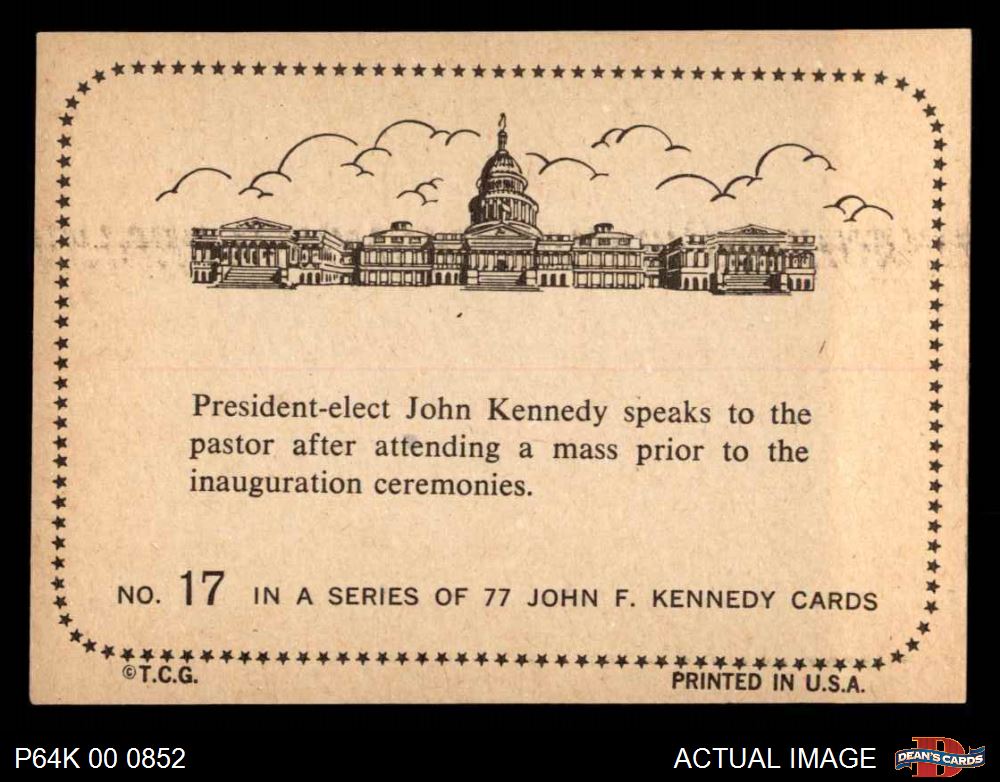 President-elect John Kennedy speaks to the
pastor after attending a mass prior to the
inauguration ceremonies.
NO. 17 IN A SERIES OF 77 JOHN F. KENNEDY CARDS
©T.C.G.
PRINTED IN U.S.A.
P64K 00 0852
ACTUAL IMAGE
DEAN'S CARDS